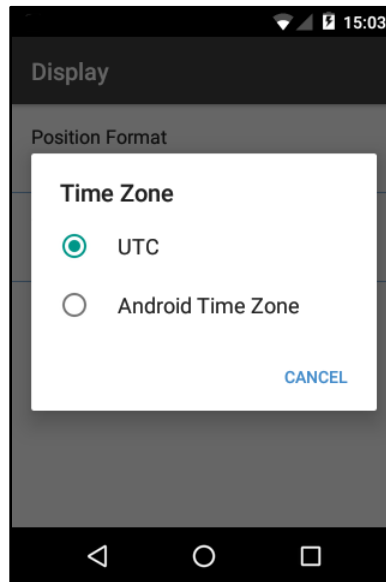 15:03
Display
Position Format
Time Zone
UTC
Android Time Zone
CANCEL